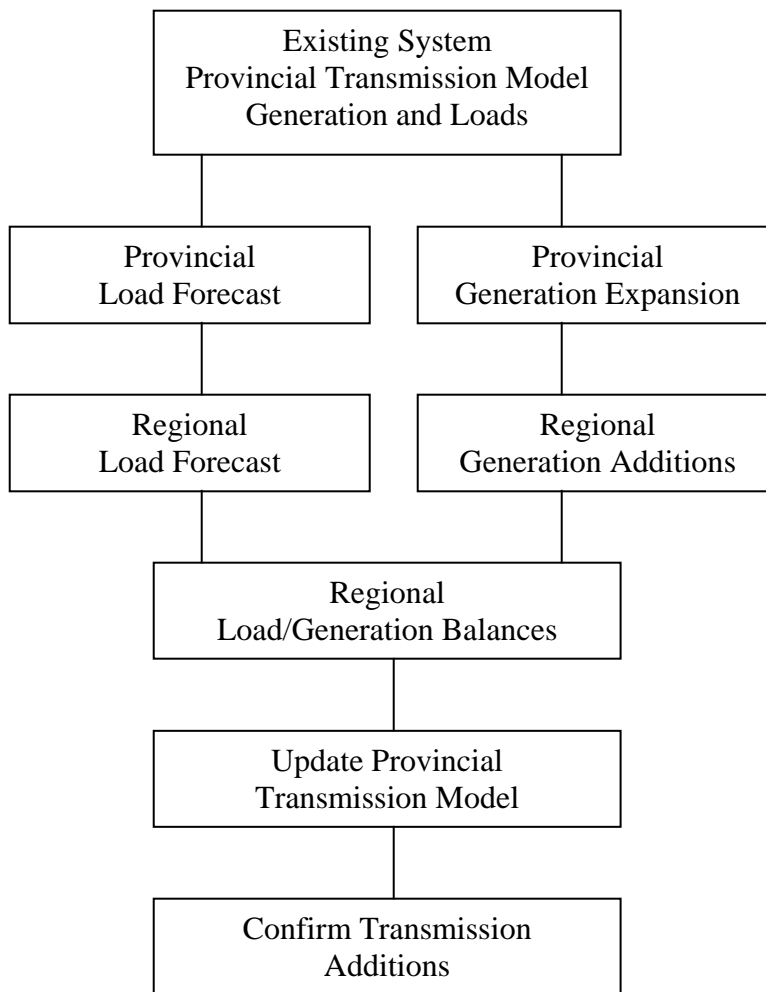 Existing System
Provincial Transmission Model
Generation and Loads
Provincial
Load Forecast
Provincial
Generation Expansion
Regional
Load Forecast
Regional
Generation Additions
Regional
Load/Generation Balances
Update Provincial
Transmission Model
Confirm Transmission
Additions